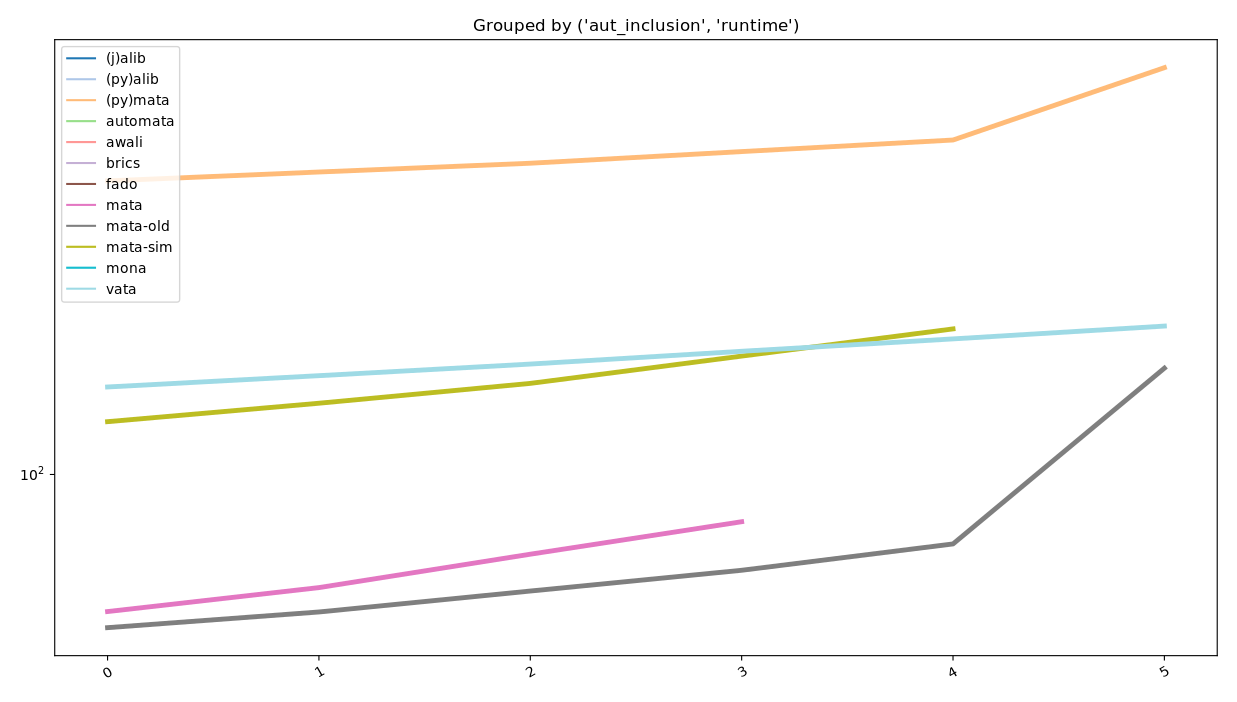 Grouped by ('aut_inclusion', 'runtime')
(j)alib
(py)alib
(py)mata
automata
awali
brics
fado
mata
mata-old
mata-sim
mona
vata
10²
0 1 2 3 4 5